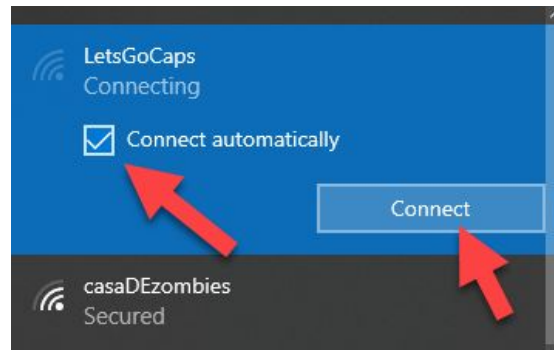 LetsGoCaps
Connecting
Connect automatically
Connect
casaDEzombies
Secured